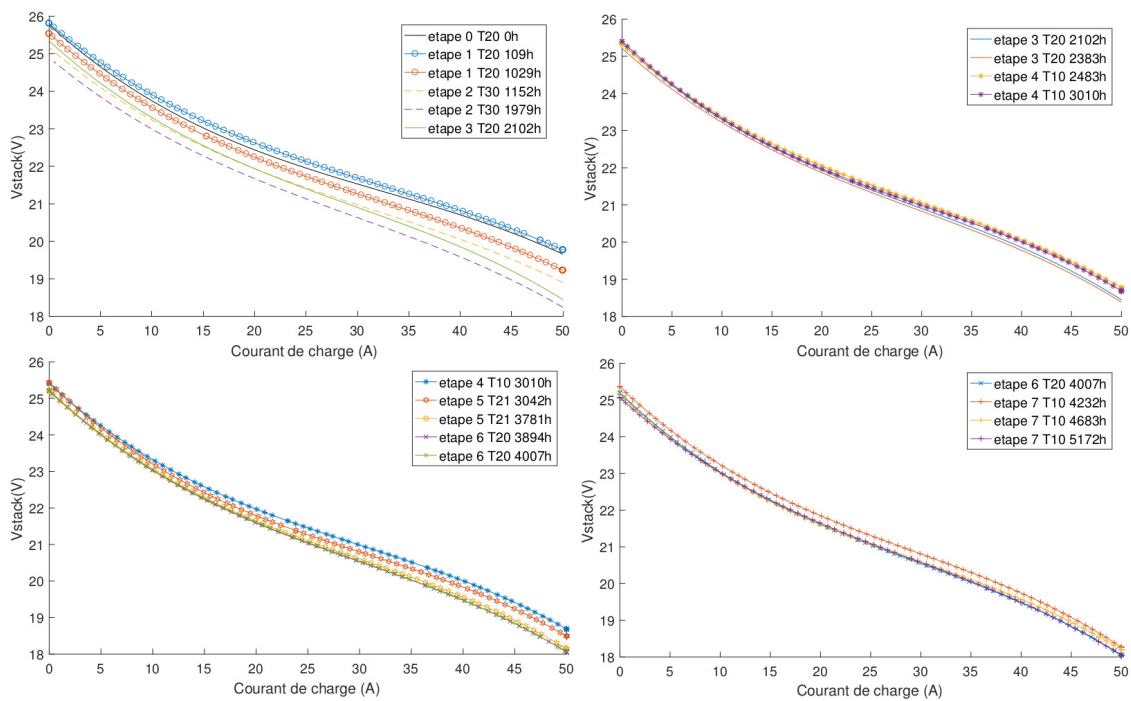 26
25
24
23
22
21
20
19
18
Vstack(V)
0 5 10 15 20 25 30 35 40 45 50
Courant de charge (A)
etape 0 T20 0h
etape 1 T20 109h
etape 1 T20 1029h
etape 2 T30 1152h
etape 2 T30 1979h
etape 3 T20 2102h
26
25
24
23
22
21
20
19
18
Vstack(V)
0 5 10 15 20 25 30 35 40 45 50
Courant de charge (A)
etape 3 T20 2102h
etape 3 T20 2383h
etape 4 T10 2483h
etape 4 T10 3010h
26
25
24
23
22
21
20
19
18
Vstack(V)
0 5 10 15 20 25 30 35 40 45 50
Courant de charge (A)
etape 4 T10 3010h
etape 5 T21 3042h
etape 5 T21 3781h
etape 6 T20 3894h
etape 6 T20 4007h
26
25
24
23
22
21
20
19
18
Vstack(V)
0 5 10 15 20 25 30 35 40 45 50
Courant de charge (A)
etape 6 T20 4007h
etape 7 T10 4232h
etape 7 T10 4683h
etape 7 T10 5172h